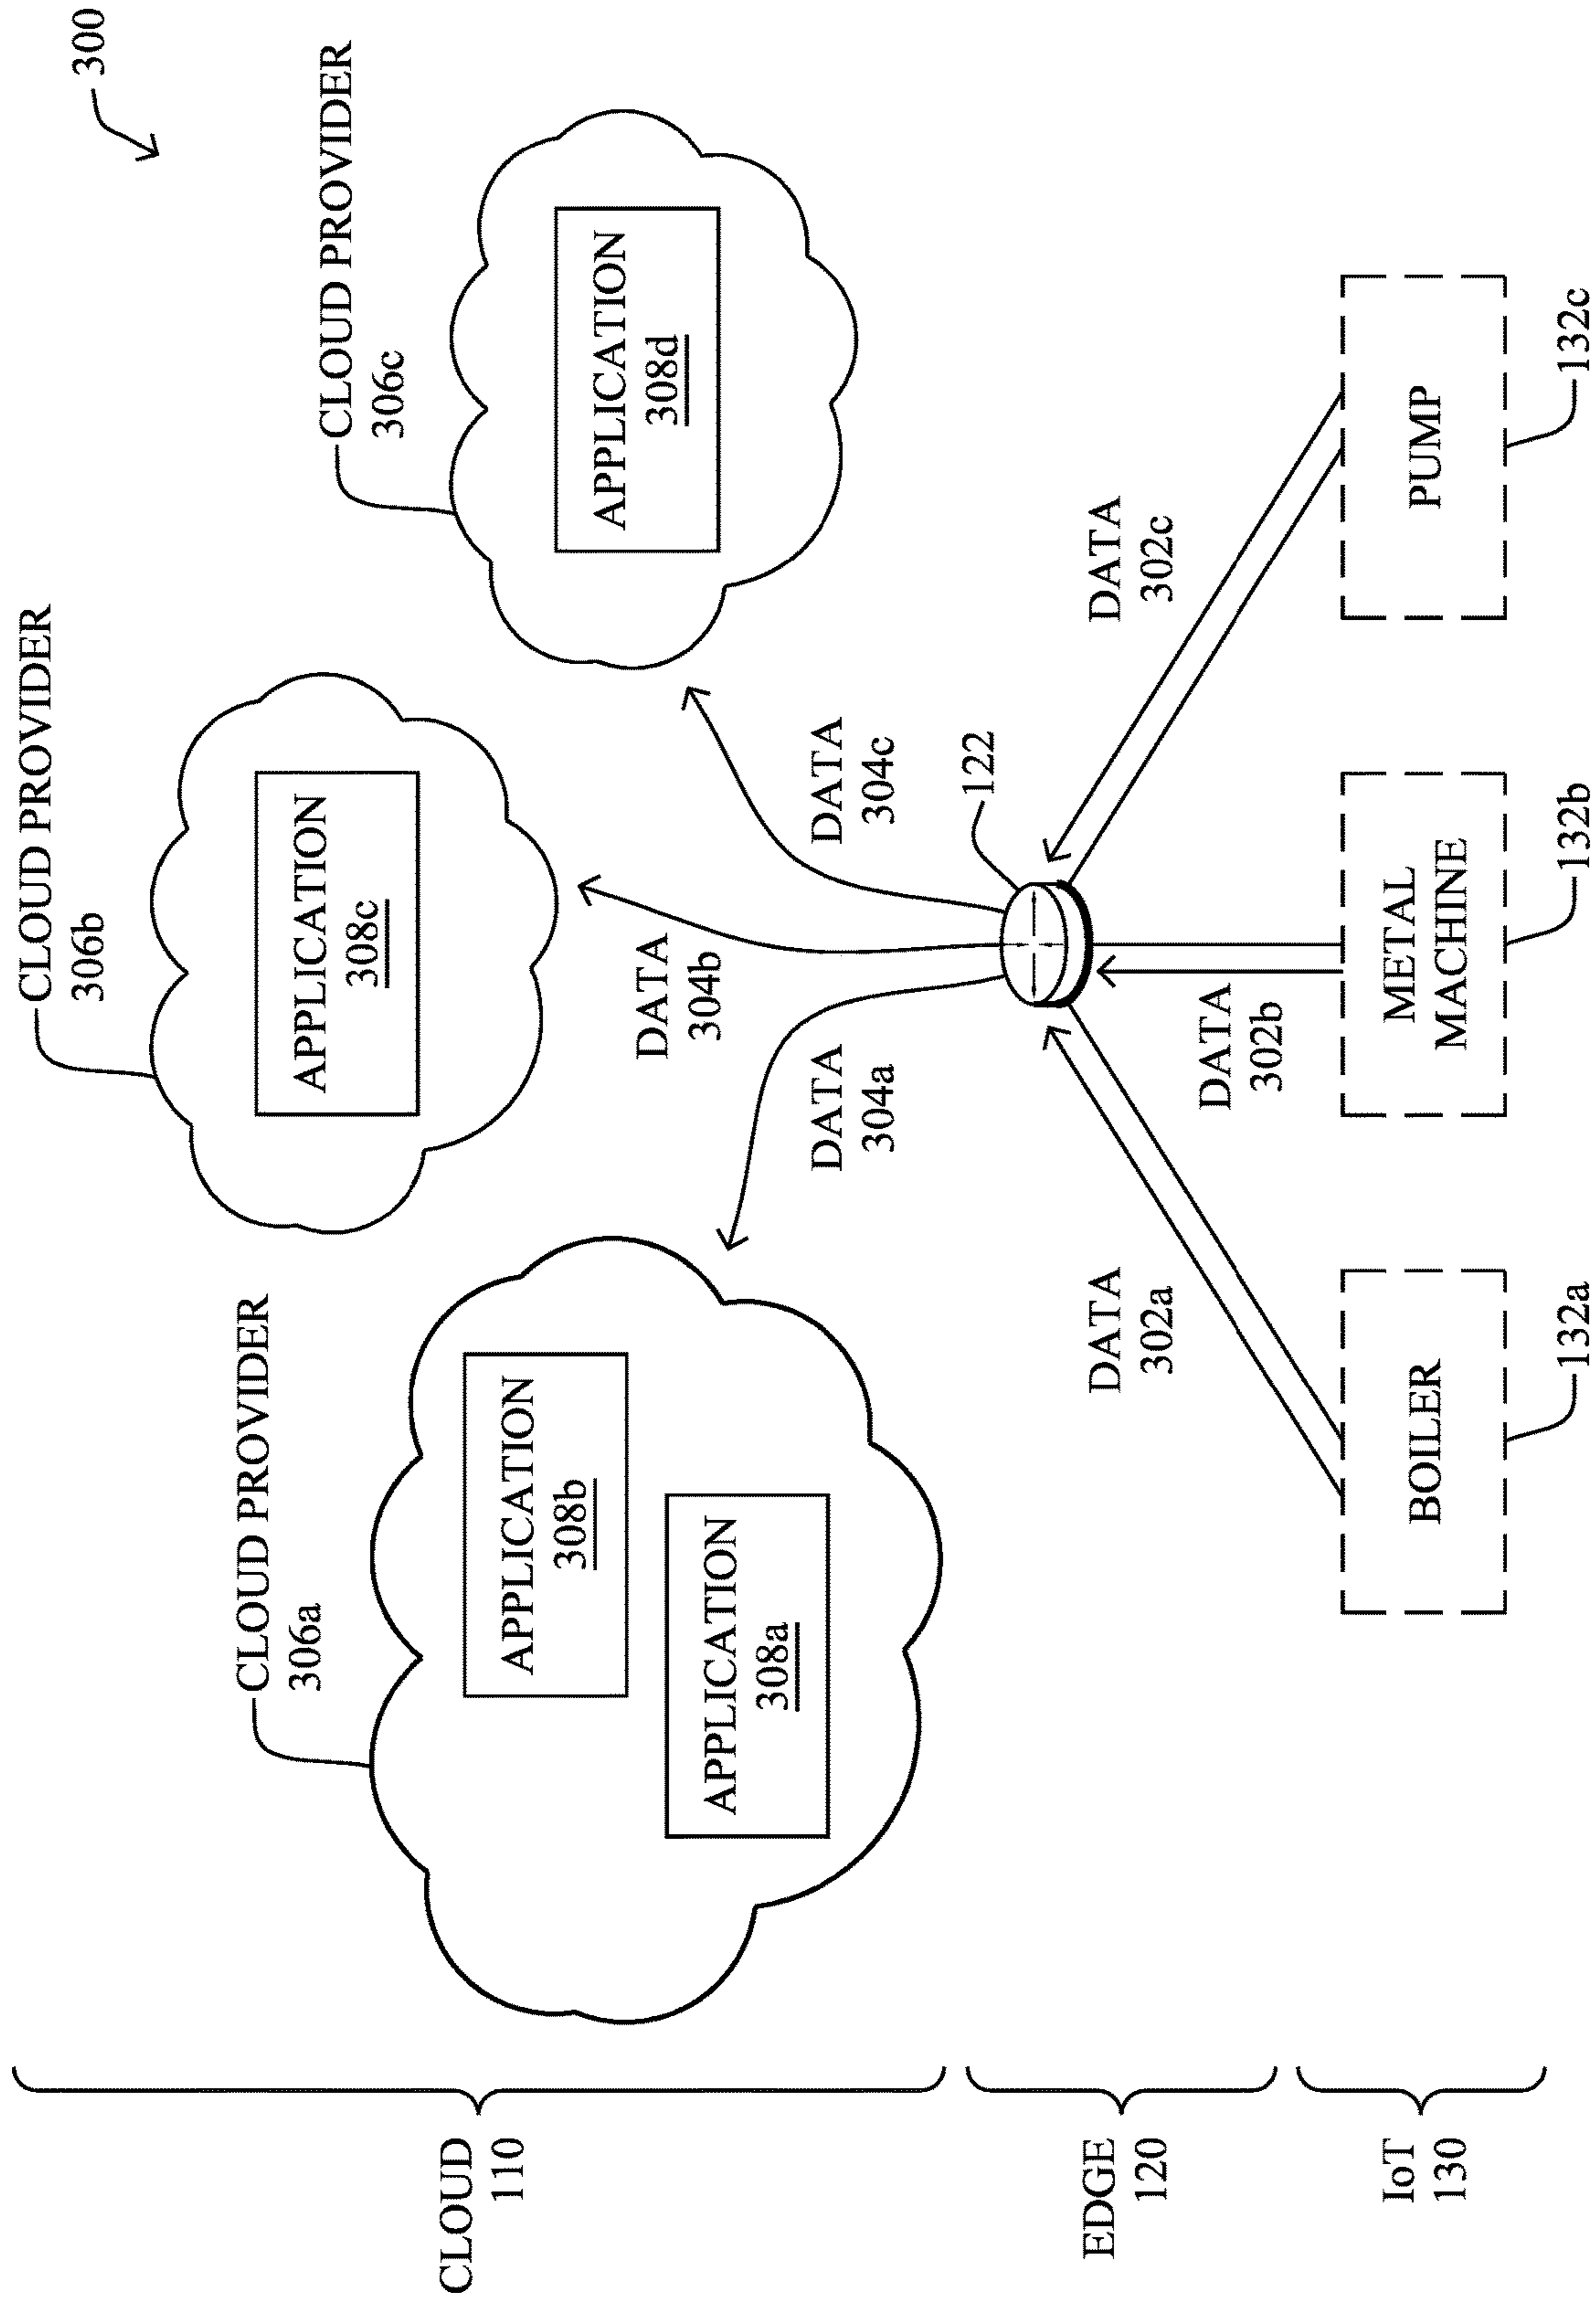 300
CLOUD PROVIDER
306b
CLOUD PROVIDER
306a
CLOUD PROVIDER
306c
CLOUD
110
APPLICATION
308b
APPLICATION
308a
APPLICATION
308c
APPLICATION
308d
DATA
304a
DATA
304b
DATA
304c
122
EDGE
120
DATA
302a
DATA
302b
DATA
302c
IoT
130
BOILER
132a
METAL
MACHINE
132b
PUMP
132c